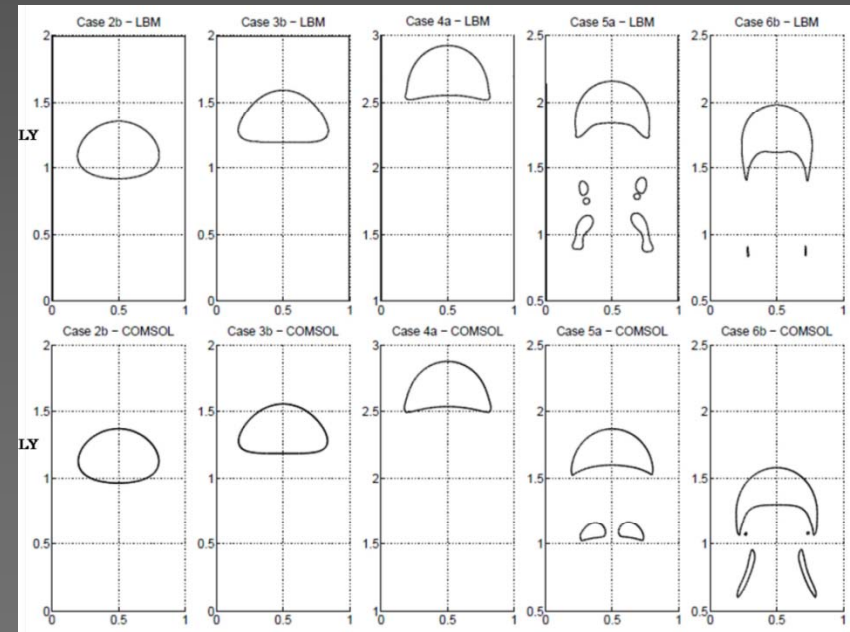 Case 2b − LBM
Case 3b − LBM
Case 4a − LBM
Case 5a − LBM
Case 6b − LBM
2 2 3 2.5 2.5
1.5 1.5 2.5 2 2
LY
1 1 2 1.5 1.5
0.5 0.5 1.5 1 1
0 0 1 0.5 0.5
0 0.5 1 0 0.5 1 0 0.5 1 0 0.5 1 0 0.5 1
Case 2b − COMSOL
Case 3b − COMSOL
Case 4a − COMSOL
Case 5a − COMSOL
Case 6b − COMSOL
2 2 3 2.5 2.5
1.5 1.5 2.5 2 2
LY
1 1 2 1.5 1.5
0.5 0.5 1.5 1 1
0 0 1 0.5 0.5
0 0.5 1 0 0.5 1 0 0.5 1 0 0.5 1 0 0.5 1